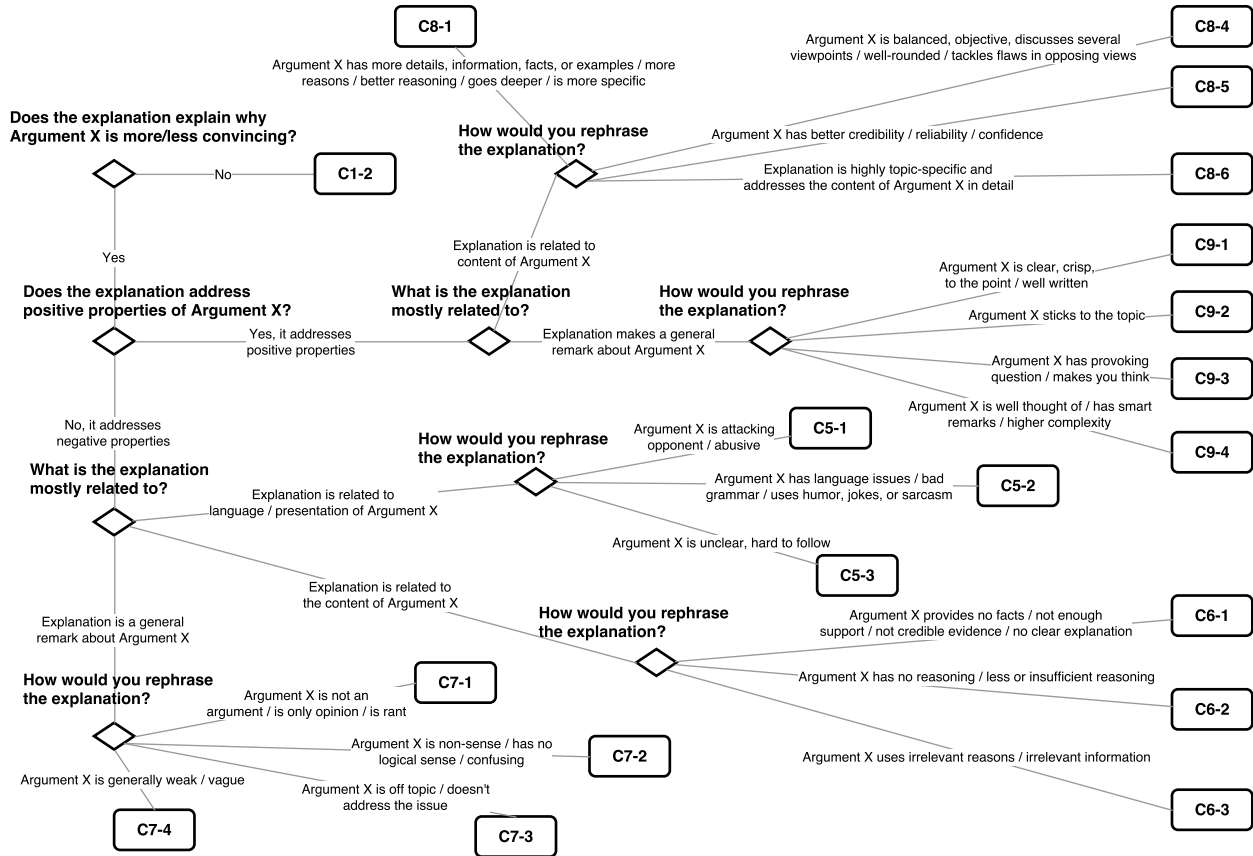 C8-1
Argument X has more details, information, facts, or examples / more
reasons / better reasoning / goes deeper / is more specific
Argument X is balanced, objective, discusses several
viewpoints / well-rounded / tackles flaws in opposing views
C8-4
C8-5
Does the explanation explain why
Argument X is more/less convincing?
How would you rephrase
the explanation?
Argument X has better credibility / reliability / confidence
No
C1-2
Explanation is highly topic-specific and
addresses the content of Argument X in detail
C8-6
Yes
Explanation is related to
content of Argument X
C9-1
Argument X is clear, crisp,
to the point / well written
Does the explanation address
positive properties of Argument X?
What is the explanation
mostly related to?
How would you rephrase
the explanation?
Argument X sticks to the topic
C9-2
Yes, it addresses
positive properties
Explanation makes a general
remark about Argument X
Argument X has provoking
question / makes you think
C9-3
Argument X is well thought of / has smart
remarks / higher complexity
C9-4
No, it addresses
negative properties
What is the explanation
mostly related to?
How would you rephrase
the explanation?
Argument X is attacking
opponent / abusive
C5-1
Explanation is related to
language / presentation of Argument X
Argument X has language issues / bad
grammar / uses humor, jokes, or sarcasm
C5-2
Argument X is unclear, hard to follow
C5-3
Explanation is related to
the content of Argument X
How would you rephrase
the explanation?
Argument X provides no facts / not enough
support / not credible evidence / no clear explanation
C6-1
Explanation is a general
remark about Argument X
Argument X has no reasoning / less or insufficient reasoning
C6-2
How would you rephrase
the explanation?
Argument X is not an
argument / is only opinion / is rant
C7-1
Argument X is non-sense / has no
logical sense / confusing
C7-2
Argument X uses irrelevant reasons / irrelevant information
C6-3
Argument X is generally weak / vague
C7-4
Argument X is off topic / doesn't
address the issue
C7-3